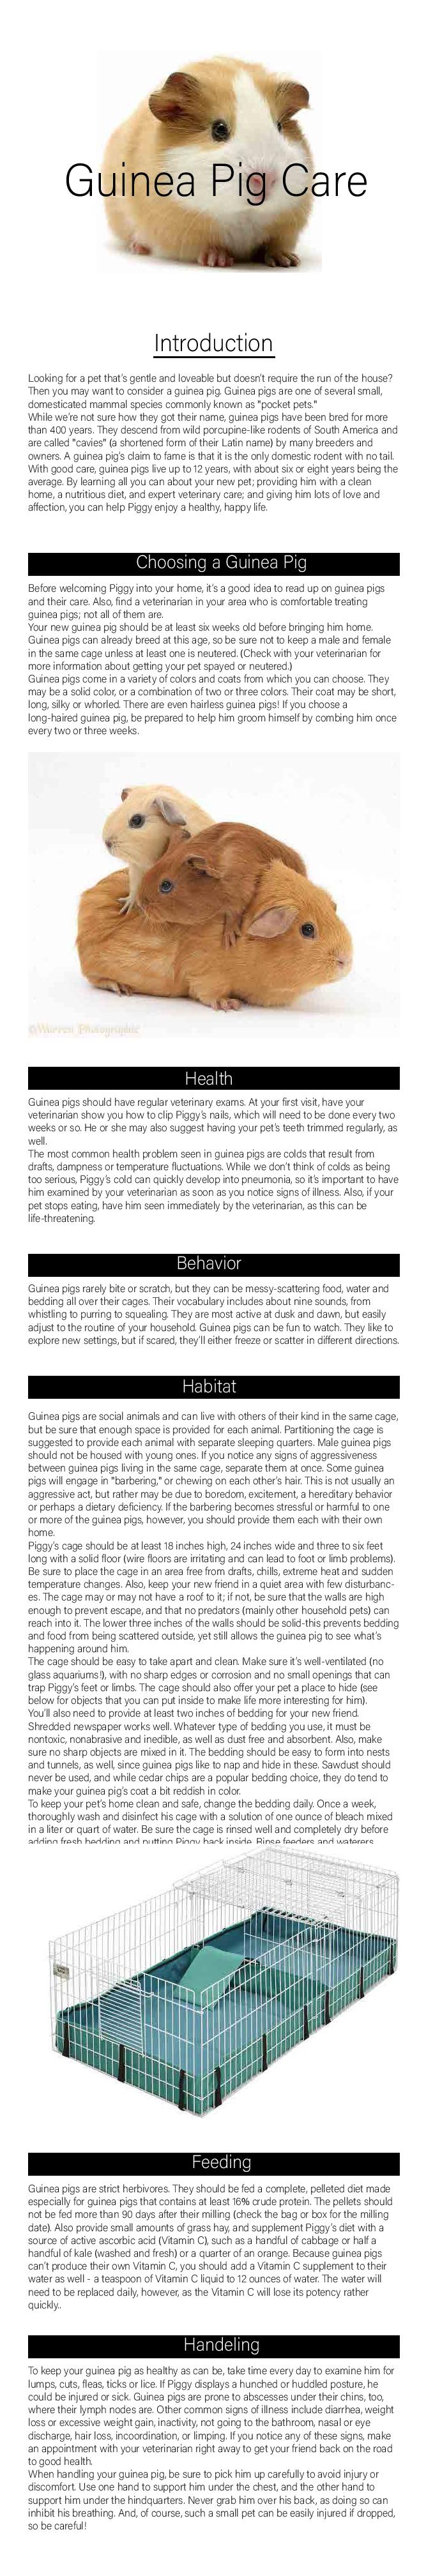 Guinea Pig Care
Introduction
Looking for a pet that's gentle and loveable but doesn't require the run of the house?
Then you may want to consider a guinea pig. Guinea pigs are one of several small,
domesticated mammal species commonly known as "pocket pets."
While we're not sure how they got their name, guinea pigs have been bred for more
than 400 years. They descend from wild porcupine-like rodents of South America and
are called "cavies" (a shortened form of their Latin name) by many breeders and
owners. A guinea pig's claim to fame is that it is the only domestic rodent with no tail.
With good care, guinea pigs live up to 12 years, with about six or eight years being the
average. By learning all you can about your new pet; providing him with a clean
home, a nutritious diet, and expert veterinary care; and giving him lots of love and
affection, you can help Piggy enjoy a healthy, happy life.
Choosing a Guinea Pig
Before welcoming Piggy into your home, it's a good idea to read up on guinea pigs
and their care. Also, find a veterinarian in your area who is comfortable treating
guinea pigs; not all of them are.
Your new guinea pig should be at least six weeks old before bringing him home.
Guinea pigs can already breed at this age, so be sure not to keep a male and female
in the same cage unless at least one is neutered. (Check with your veterinarian for
more information about getting your pet spayed or neutered.)
Guinea pigs come in a variety of colors and coats from which you can choose. They
may be a solid color, or a combination of two or three colors. Their coat may be short,
long, silky or whorled. There are even hairless guinea pigs! If you choose a
long-haired guinea pig, be prepared to help him groom himself by combing him once
every two or three weeks.
©Warren Photographic
Health
Guinea pigs should have regular veterinary exams. At your first visit, have your
veterinarian show you how to clip Piggy's nails, which will need to be done every two
weeks or so. He or she may also suggest having your pet's teeth trimmed regularly, as
well.
The most common health problem seen in guinea pigs are colds that result from
drafts, dampness or temperature fluctuations. While we don't think of colds as being
too serious, Piggy's cold can quickly develop into pneumonia, so it's important to have
him examined by your veterinarian as soon as you notice signs of illness. Also, if your
pet stops eating, have him seen immediately by the veterinarian, as this can be
life-threatening.
Behavior
Guinea pigs rarely bite or scratch, but they can be messy-scattering food, water and
bedding all over their cages. Their vocabulary includes about nine sounds, from
whistling to purring to squealing. They are most active at dusk and dawn, but easily
adjust to the routine of your household. Guinea pigs can be fun to watch. They like to
explore new settings, but if scared, they'll either freeze or scatter in different directions.
Habitat
Guinea pigs are social animals and can live with others of their kind in the same cage,
but be sure that enough space is provided for each animal. Partitioning the cage is
suggested to provide each animal with separate sleeping quarters. Male guinea pigs
should not be housed with young ones. If you notice any signs of aggressiveness
between guinea pigs living in the same cage, separate them at once. Some guinea
pigs will engage in "barbering," or chewing on each other's hair. This is not usually an
aggressive act, but rather may be due to boredom, excitement, a hereditary behavior
or perhaps a dietary deficiency. If the barbering becomes stressful or harmful to one
or more of the guinea pigs, however, you should provide them each with their own
home.
Piggy's cage should be at least 18 inches high, 24 inches wide and three to six feet
long with a solid floor (wire floors are irritating and can lead to foot or limb problems).
Be sure to place the cage in an area free from drafts, chills, extreme heat and sudden
temperature changes. Also, keep your new friend in a quiet area with few disturbanc-
es. The cage may or may not have a roof to it; if not, be sure that the walls are high
enough to prevent escape, and that no predators (mainly other household pets) can
reach into it. The lower three inches of the walls should be solid-this prevents bedding
and food from being scattered outside, yet still allows the guinea pig to see what's
happening around him.
The cage should be easy to take apart and clean. Make sure it's well-ventilated (no
glass aquariums!), with no sharp edges or corrosion and no small openings that can
trap Piggy's feet or limbs. The cage should also offer your pet a place to hide (see
below for objects that you can put inside to make life more interesting for him).
You'll also need to provide at least two inches of bedding for your new friend.
Shredded newspaper works well. Whatever type of bedding you use, it must be
nontoxic, nonabrasive and inedible, as well as dust free and absorbent. Also, make
sure no sharp objects are mixed in it. The bedding should be easy to form into nests
and tunnels, as well, since guinea pigs like to nap and hide in these. Sawdust should
never be used, and while cedar chips are a popular bedding choice, they do tend to
make your guinea pig's coat a bit reddish in color.
To keep your pet's home clean and safe, change the bedding daily. Once a week,
thoroughly wash and disinfect his cage with a solution of one ounce of bleach mixed
in a liter or quart of water. Be sure the cage is rinsed well and completely dry before
adding fresh bedding and putting Piggy back inside. Rinse feeders and waterers
Feeding
Guinea pigs are strict herbivores. They should be fed a complete, pelleted diet made
especially for guinea pigs that contains at least 16% crude protein. The pellets should
not be fed more than 90 days after their milling (check the bag or box for the milling
date). Also provide small amounts of grass hay, and supplement Piggy's diet with a
source of active ascorbic acid (Vitamin C), such as a handful of cabbage or half a
handful of kale (washed and fresh) or a quarter of an orange. Because guinea pigs
can't produce their own Vitamin C, you should add a Vitamin C supplement to their
water as well - a teaspoon of Vitamin C liquid to 12 ounces of water. The water will
need to be replaced daily, however, as the Vitamin C will lose its potency rather
quickly..
Handeling
To keep your guinea pig as healthy as can be, take time every day to examine him for
lumps, cuts, fleas, ticks or lice. If Piggy displays a hunched or huddled posture, he
could be injured or sick. Guinea pigs are prone to abscesses under their chins, too,
where their lymph nodes are. Other common signs of illness include diarrhea, weight
loss or excessive weight gain, inactivity, not going to the bathroom, nasal or eye
discharge, hair loss, incoordination, or limping. If you notice any of these signs, make
an appointment with your veterinarian right away to get your friend back on the road
to good health.
When handling your guinea pig, be sure to pick him up carefully to avoid injury or
discomfort. Use one hand to support him under the chest, and the other hand to
support him under the hindquarters. Never grab him over his back, as doing so can
inhibit his breathing. And, of course, such a small pet can be easily injured if dropped,
so be careful!